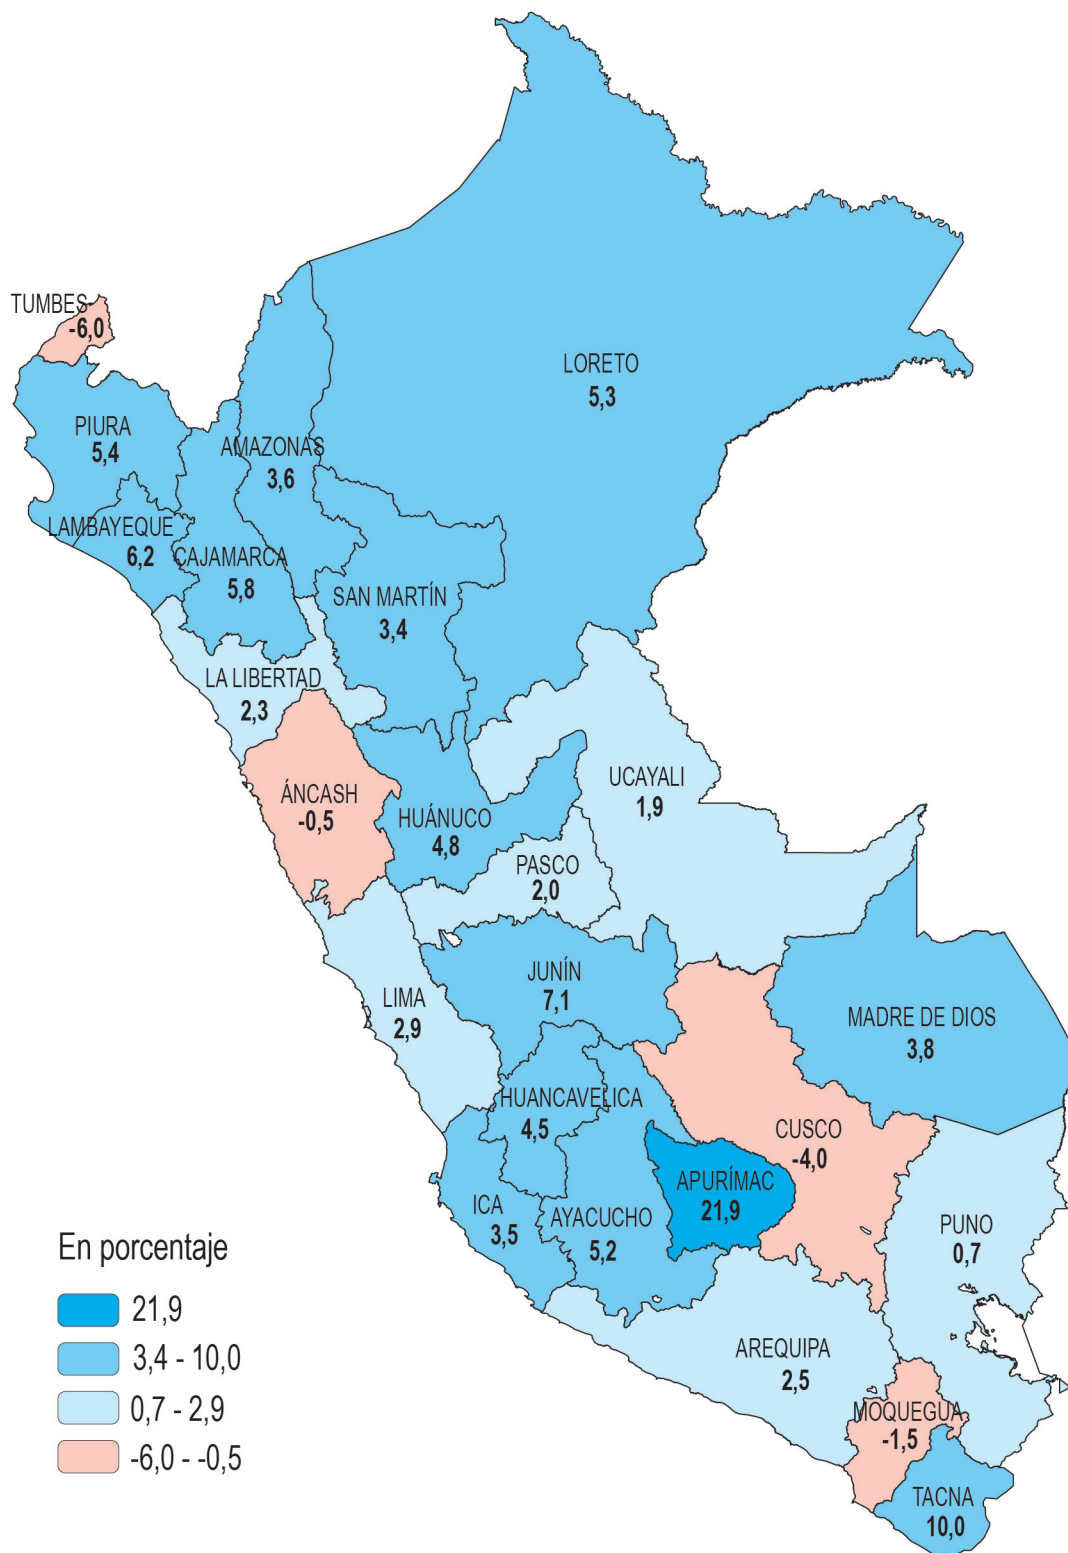 TUMBES
-6,0
LORETO
5,3
PIURA
5,4
AMAZONAS
3,6
LAMBAYEQUE
6,2
CAJAMARCA
5,8
SAN MARTÍN
3,4
LA LIBERTAD
2,3
ÁNCASH
-0,5
HUÁNUCO
4,8
UCAYALI
1,9
PASCO
2,0
JUNÍN
7,1
LIMA
2,9
MADRE DE DIOS
3,8
HUANCAVELICA
4,5
CUSCO
-4,0
APURÍMAC
21,9
ICA
3,5
AYACUCHO
5,2
PUNO
0,7
AREQUIPA
2,5
MOQUEGUA
-1,5
TACNA
10,0
En porcentaje
21,9
3,4 - 10,0
0,7 - 2,9
-6,0 - -0,5